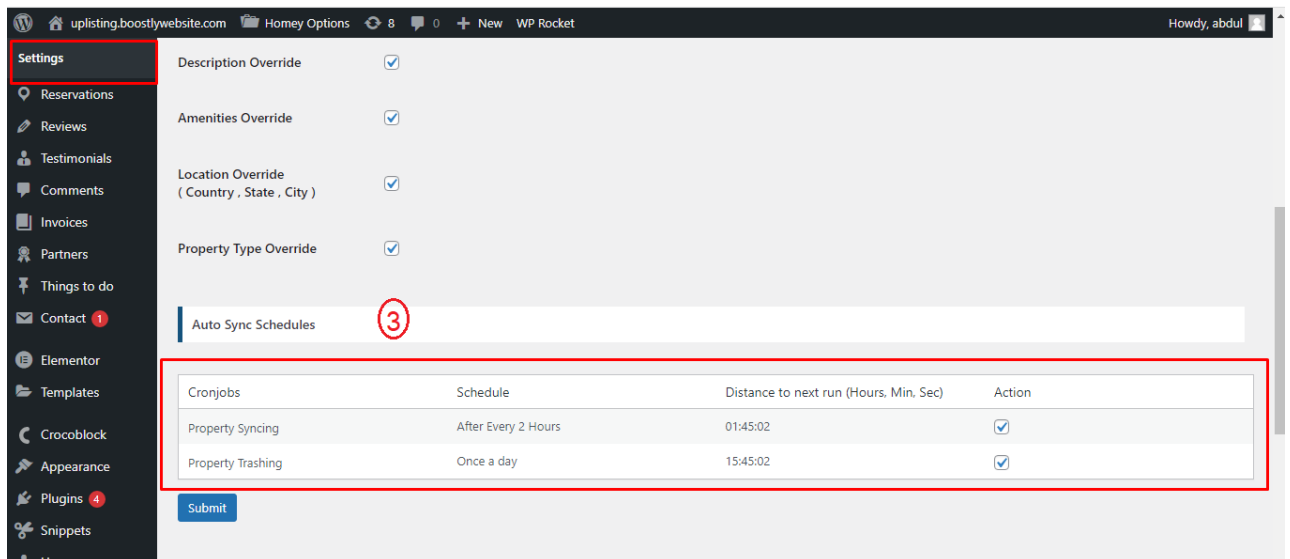 uplisting.boostlywebsite.com Homey Options 8 0 New WP Rocket Howdy, abdul
Settings
Reservations
Reviews
Testimonials
Comments
Invoices
Partners
Things to do
Contact 1
Elementor
Templates
Crocoblock
Appearance
Plugins 4
Snippets
Description Override
Amenities Override
Location Override
( Country , State , City )
Property Type Override
Auto Sync Schedules 3
Cronjobs Schedule Distance to next run (Hours, Min, Sec) Action
Property Syncing After Every 2 Hours 01:45:02
Property Trashing Once a day 15:45:02
Submit